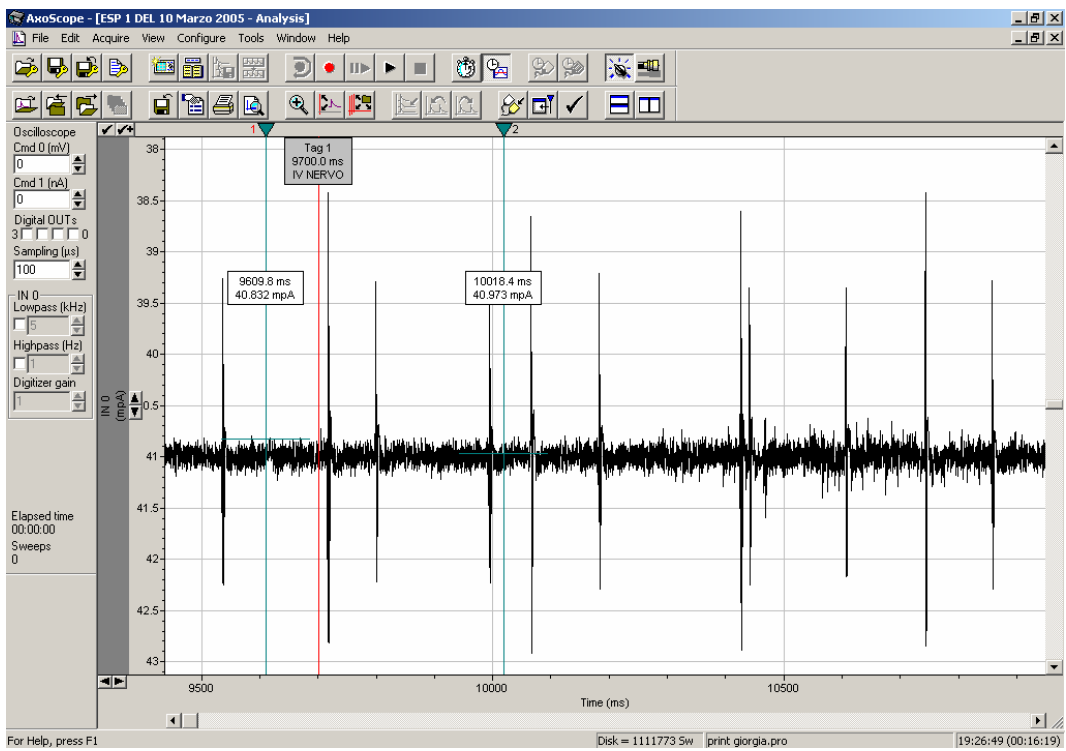 AxoScope - [ESP 1 DEL 10 Marzo 2005 - Analysis]
File Edit Acquire View Configure Tools Window Help
Oscilloscope
Cmd 0 (mV)
0
Cmd 1 (nA)
0
Digital OUTs
3 0
Sampling (µs)
100
IN 0
Lowpass (kHz)
5
Highpass (Hz)
1
Digitizer gain
1
Elapsed time
00:00:00
Sweeps
0
1
2
Tag 1
9700.0 ms
IV NERVO
9609.8 ms
40.832 mpA
10018.4 ms
40.973 mpA
IN 0
(mpA)
38
38.5
39
39.5
40
0.5
41
41.5
42
42.5
43
9500
10000
10500
Time (ms)
For Help, press F1
Disk = 1111773 Sw
print giorgia.pro
19:26:49 (00:16:19)